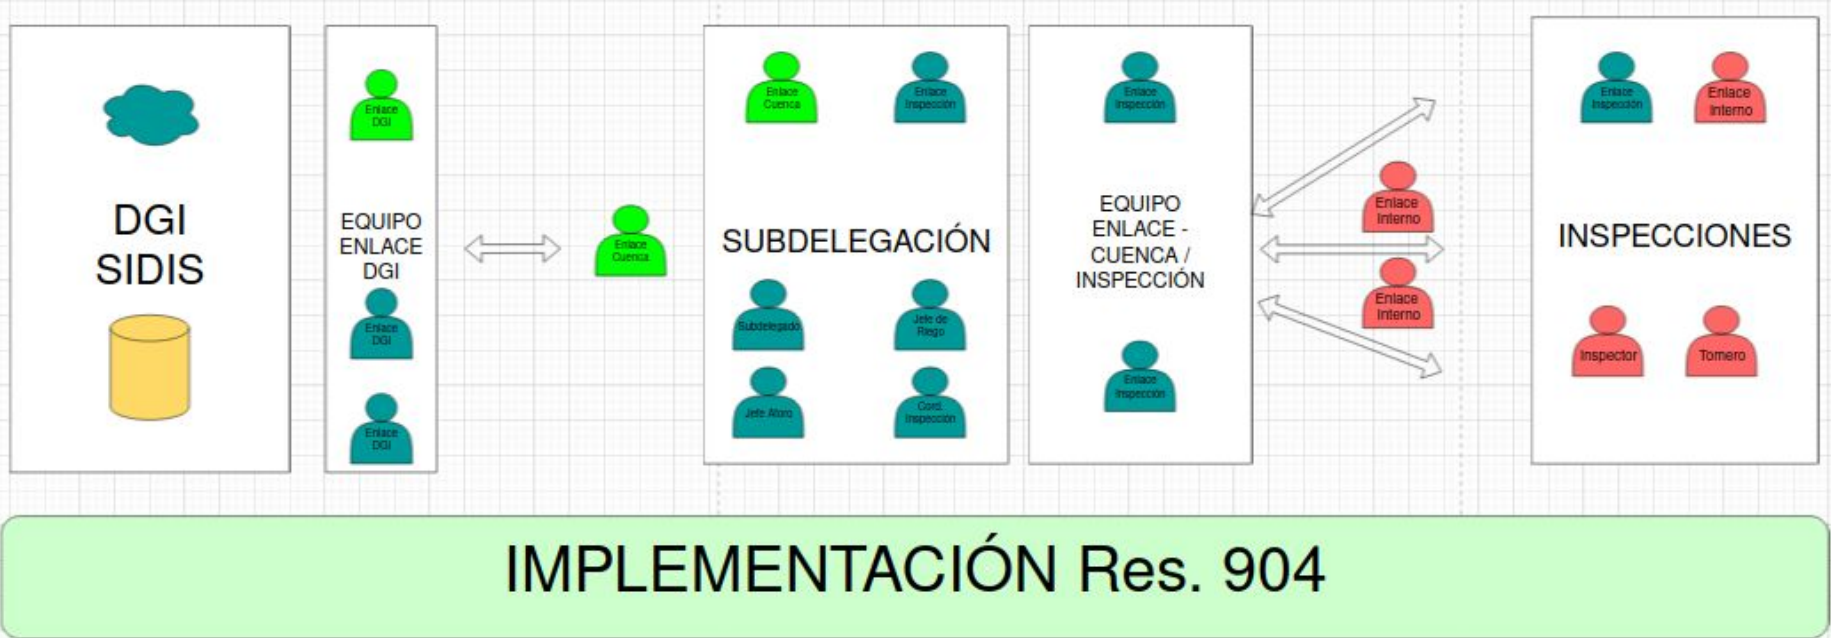 DGI
SIDIS
Enlace
DGI
EQUIPO
ENLACE
DGI
Enlace
DGI
Enlace
DGI
Enlace
Cuenca
Enlace
Cuenca
Enlace
Inspección
SUBDELEGACIÓN
Subdelegado
Jefe de
Riego
Jefe Aforo
Cord.
Inspección
Enlace
Inspección
EQUIPO
ENLACE -
CUENCA /
INSPECCIÓN
Enlace
Inspección
Enlace
Interno
Enlace
Interno
Enlace
Inspección
Enlace
Interno
INSPECCIONES
Inspector
Tomero
IMPLEMENTACIÓN Res. 904